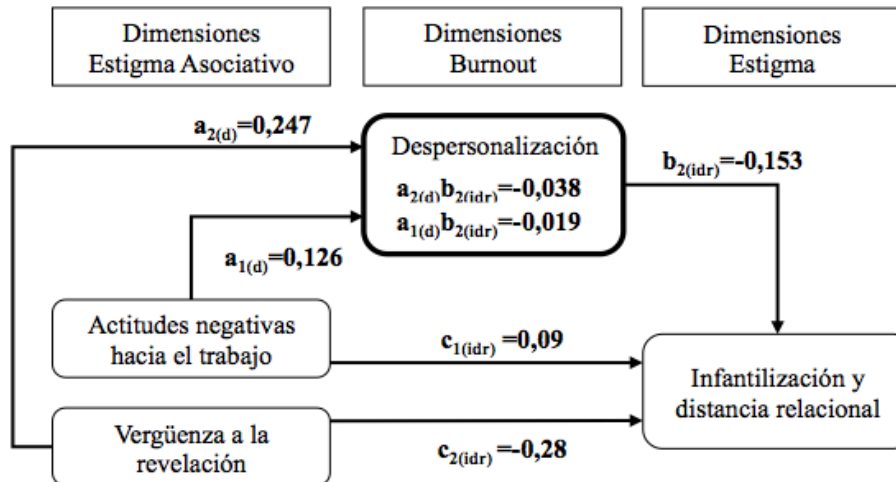 Dimensiones
Estigma Asociativo
Dimensiones
Burnout
Dimensiones
Estigma
a2(d)=0,247
Despersonalización
a2(d)b2(idr)=-0,038
a1(d)b2(idr)=-0,019
b2(idr)=-0,153
a1(d)=0,126
Actitudes negativas
hacia el trabajo
c1(idr) =0,09
Infantilización y
distancia relacional
Vergüenza a la
revelación
c2(idr)=-0,28